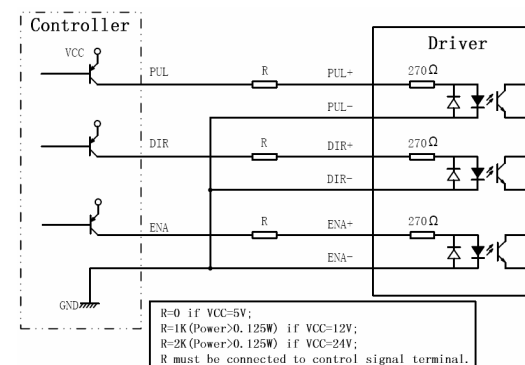 Controller
Driver
VCC
PUL
R
PUL+
270Ω
PUL-
DIR
R
DIR+
270Ω
DIR-
ENA
R
ENA+
270Ω
ENA-
GND
R=0 if VCC=5V;
R=1K(Power>0.125W) if VCC=12V;
R=2K(Power>0.125W) if VCC=24V;
R must be connected to control signal terminal.